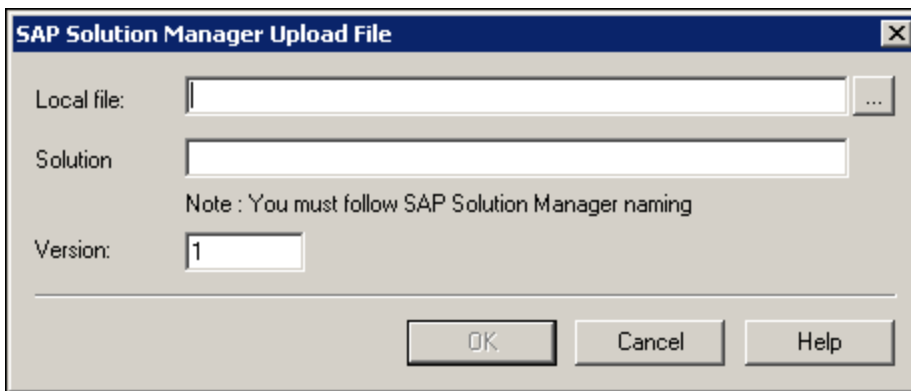 SAP Solution Manager Upload File
Local file:
...
Solution
Note : You must follow SAP Solution Manager naming
Version:
1
OK
Cancel
Help